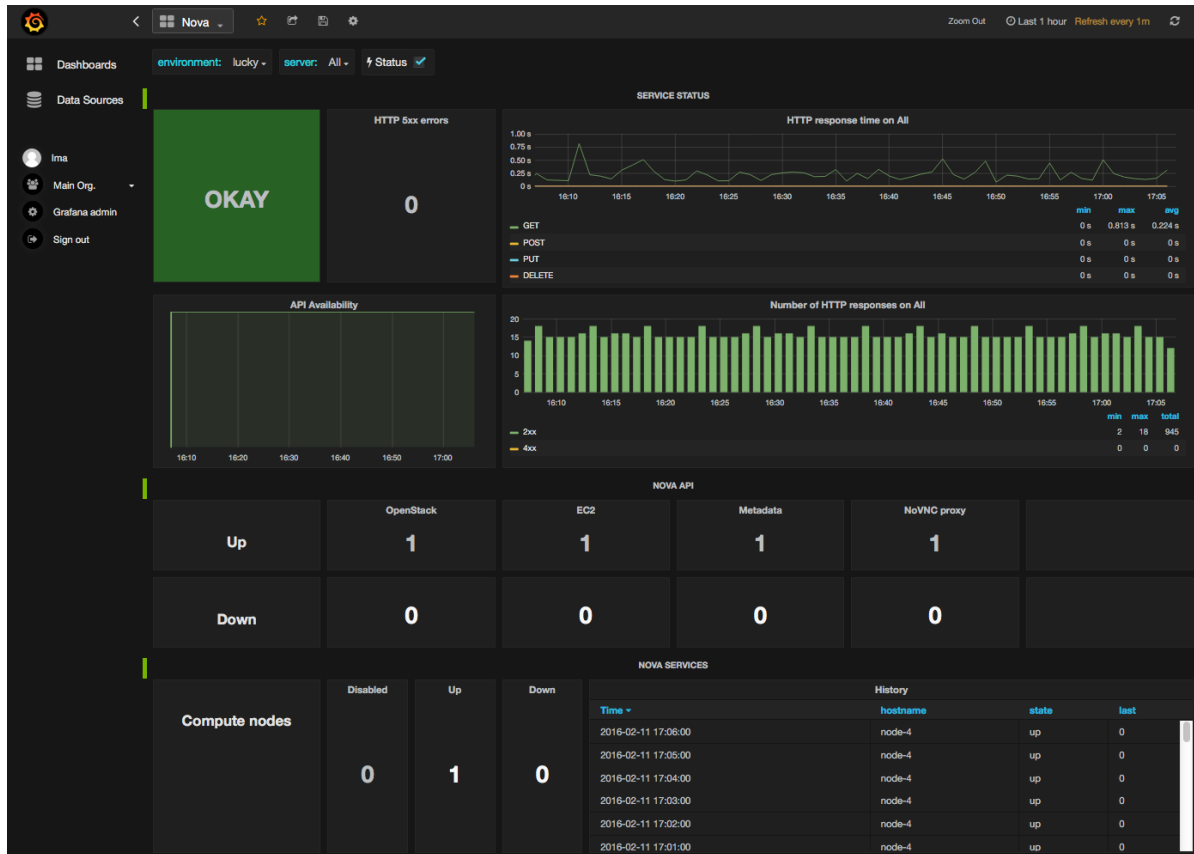 Nova
Zoom Out Last 1 hour Refresh every 1m
Dashboards
environment: lucky server: All Status
Data Sources
SERVICE STATUS
Ima
Main Org.
Grafana admin
Sign out
OKAY
HTTP 5xx errors
0
HTTP response time on All
1.00 s
0.75 s
0.50 s
0.25 s
0 s
16:10 16:15 16:20 16:25 16:30 16:35 16:40 16:45 16:50 16:55 17:00 17:05
min max avg
GET 0 s 0.813 s 0.224 s
POST 0 s 0 s 0 s
PUT 0 s 0 s 0 s
DELETE 0 s 0 s 0 s
API Availability
16:10 16:20 16:30 16:40 16:50 17:00
Number of HTTP responses on All
20
15
10
5
0
16:10 16:15 16:20 16:25 16:30 16:35 16:40 16:45 16:50 16:55 17:00 17:05
min max total
2xx 2 18 945
4xx 0 0 0
NOVA API
OpenStack EC2 Metadata NoVNC proxy
Up 1 1 1 1
Down 0 0 0 0
NOVA SERVICES
Compute nodes
Disabled Up Down
0 1 0
History
Time hostname state last
2016-02-11 17:06:00 node-4 up 0
2016-02-11 17:05:00 node-4 up 0
2016-02-11 17:04:00 node-4 up 0
2016-02-11 17:03:00 node-4 up 0
2016-02-11 17:02:00 node-4 up 0
2016-02-11 17:01:00 node-4 up 0